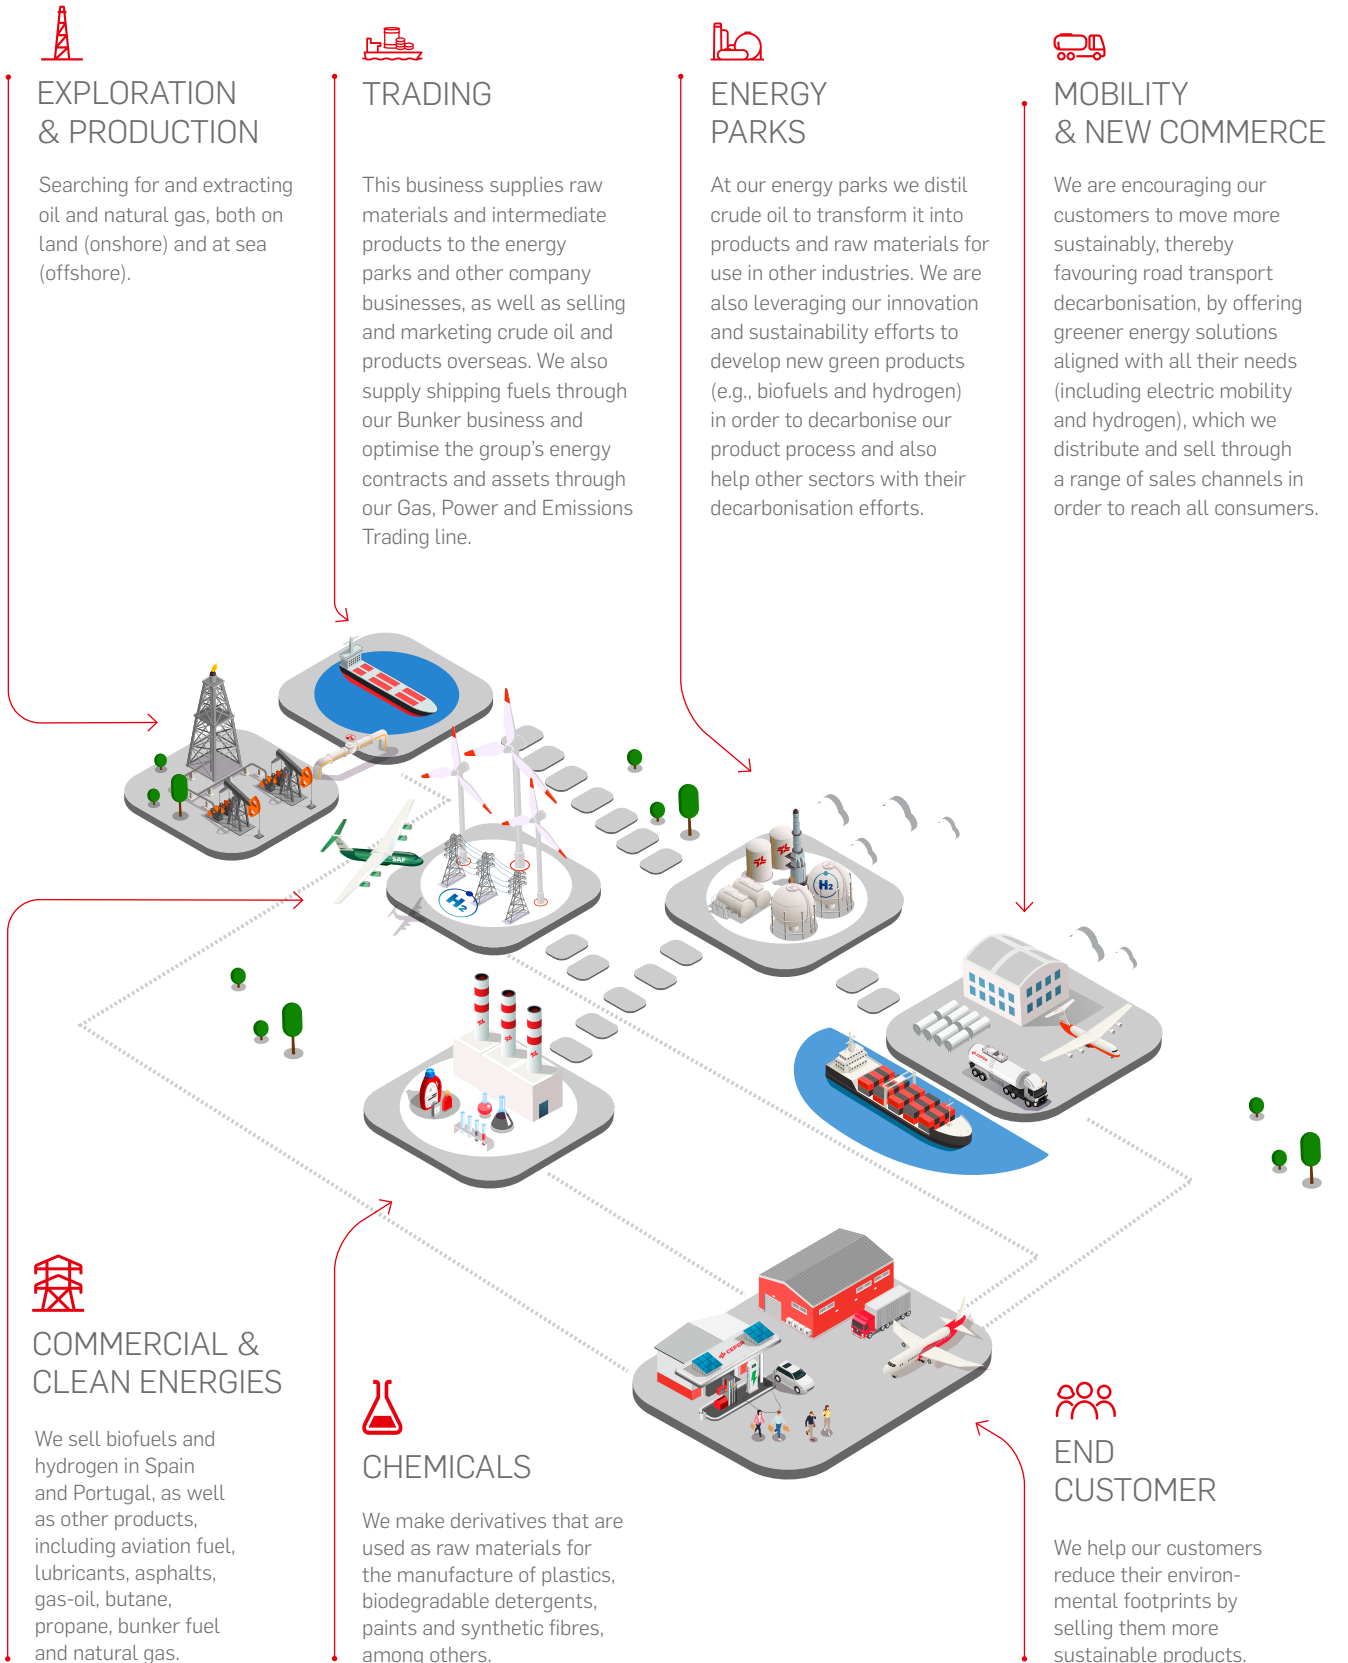 EXPLORATION
& PRODUCTION
Searching for and extracting
oil and natural gas, both on
land (onshore) and at sea
(offshore).
TRADING
This business supplies raw
materials and intermediate
products to the energy
parks and other company
businesses, as well as selling
and marketing crude oil and
products overseas. We also
supply shipping fuels through
our Bunker business and
optimise the group's energy
contracts and assets through
our Gas, Power and Emissions
Trading line.
ENERGY
PARKS
At our energy parks we distil
crude oil to transform it into
products and raw materials for
use in other industries. We are
also leveraging our innovation
and sustainability efforts to
develop new green products
(e.g., biofuels and hydrogen)
in order to decarbonise our
product process and also
help other sectors with their
decarbonisation efforts.
MOBILITY
& NEW COMMERCE
We are encouraging our
customers to move more
sustainably, thereby
favouring road transport
decarbonisation, by offering
greener energy solutions
aligned with all their needs
(including electric mobility
and hydrogen), which we
distribute and sell through
a range of sales channels in
order to reach all consumers.
SAF
H2
H2
CEPSA
CEPSA
COMMERCIAL &
CLEAN ENERGIES
We sell biofuels and
hydrogen in Spain
and Portugal, as well
as other products,
including aviation fuel,
lubricants, asphalts,
gas-oil, butane,
propane, bunker fuel
and natural gas.
CHEMICALS
We make derivatives that are
used as raw materials for
the manufacture of plastics,
biodegradable detergents,
paints and synthetic fibres,
among others.
END
CUSTOMER
We help our customers
reduce their environ-
mental footprints by
selling them more
sustainable products.